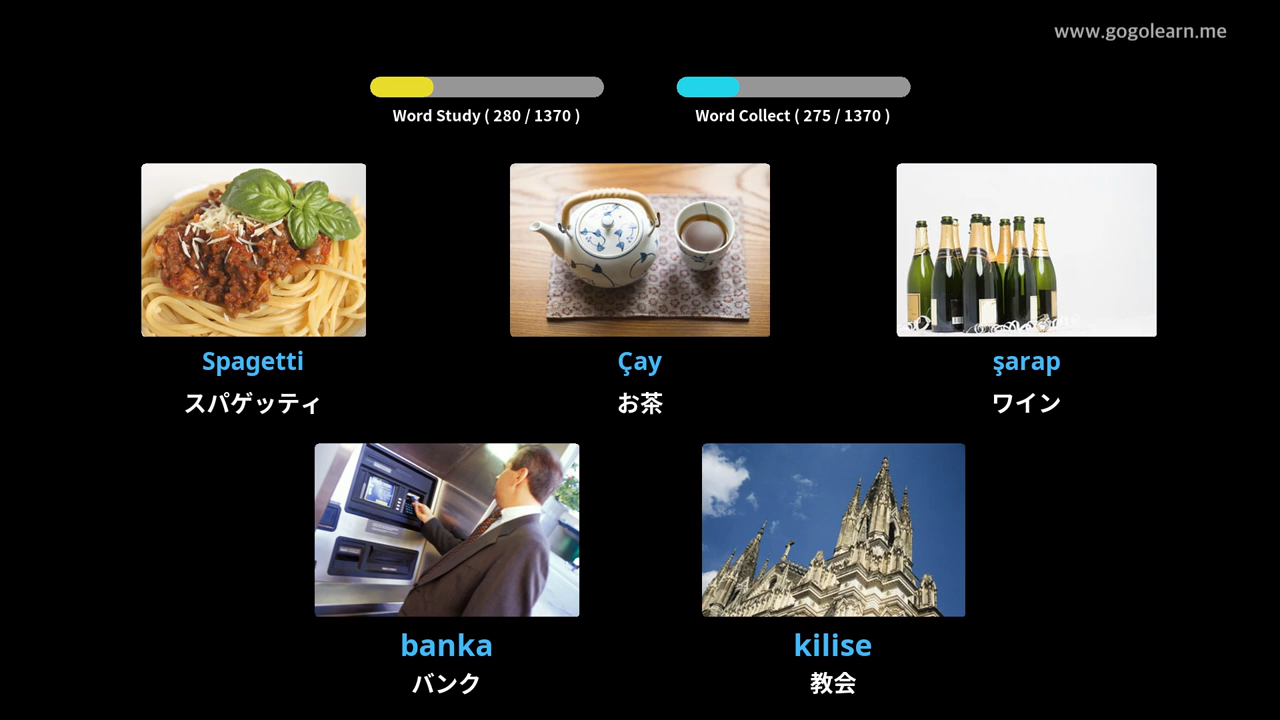 www.gogolearn.me
Word Study ( 280 / 1370 )
Word Collect ( 275 / 1370 )
Spagetti
スパゲッティ
Çay
お茶
şarap
ワイン
banka
バンク
kilise
教会